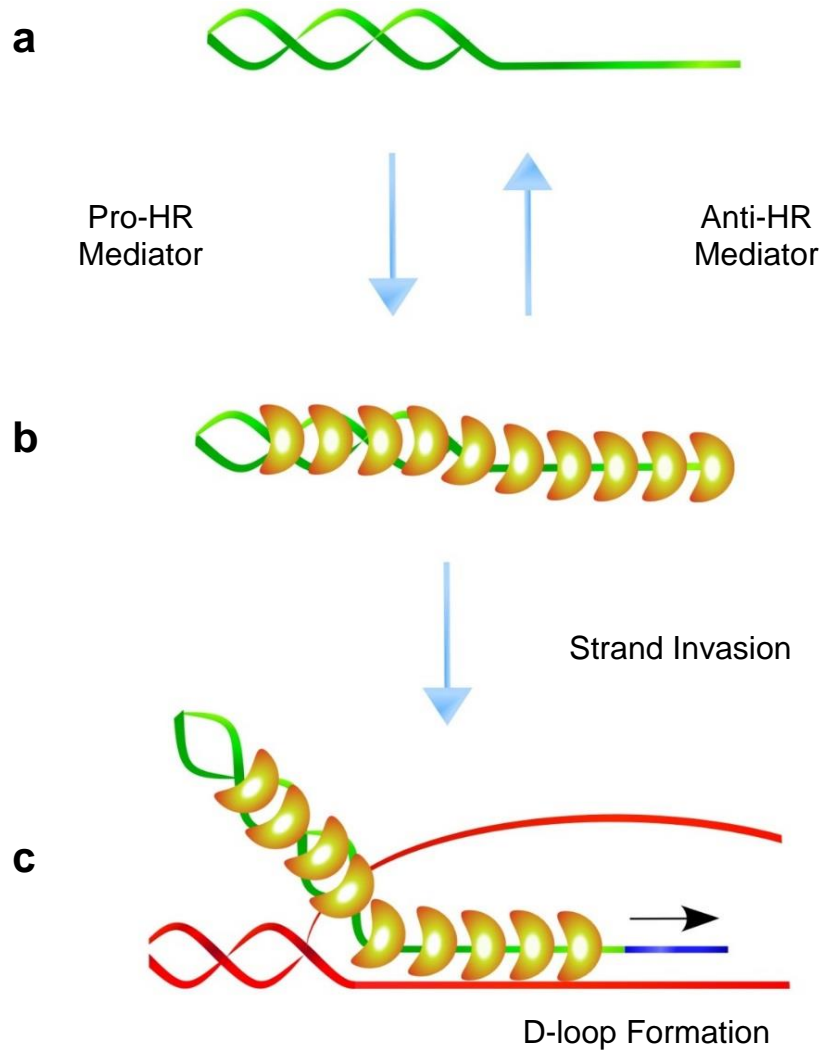 a
Pro-HR
Mediator
Anti-HR
Mediator
b
Strand Invasion
c
D-loop Formation